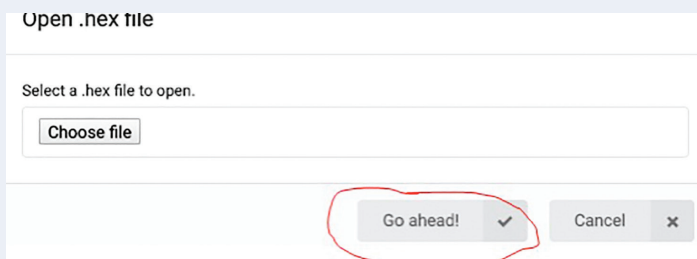 Open .hex file
Select a .hex file to open.
Choose file
Go ahead!
Cancel